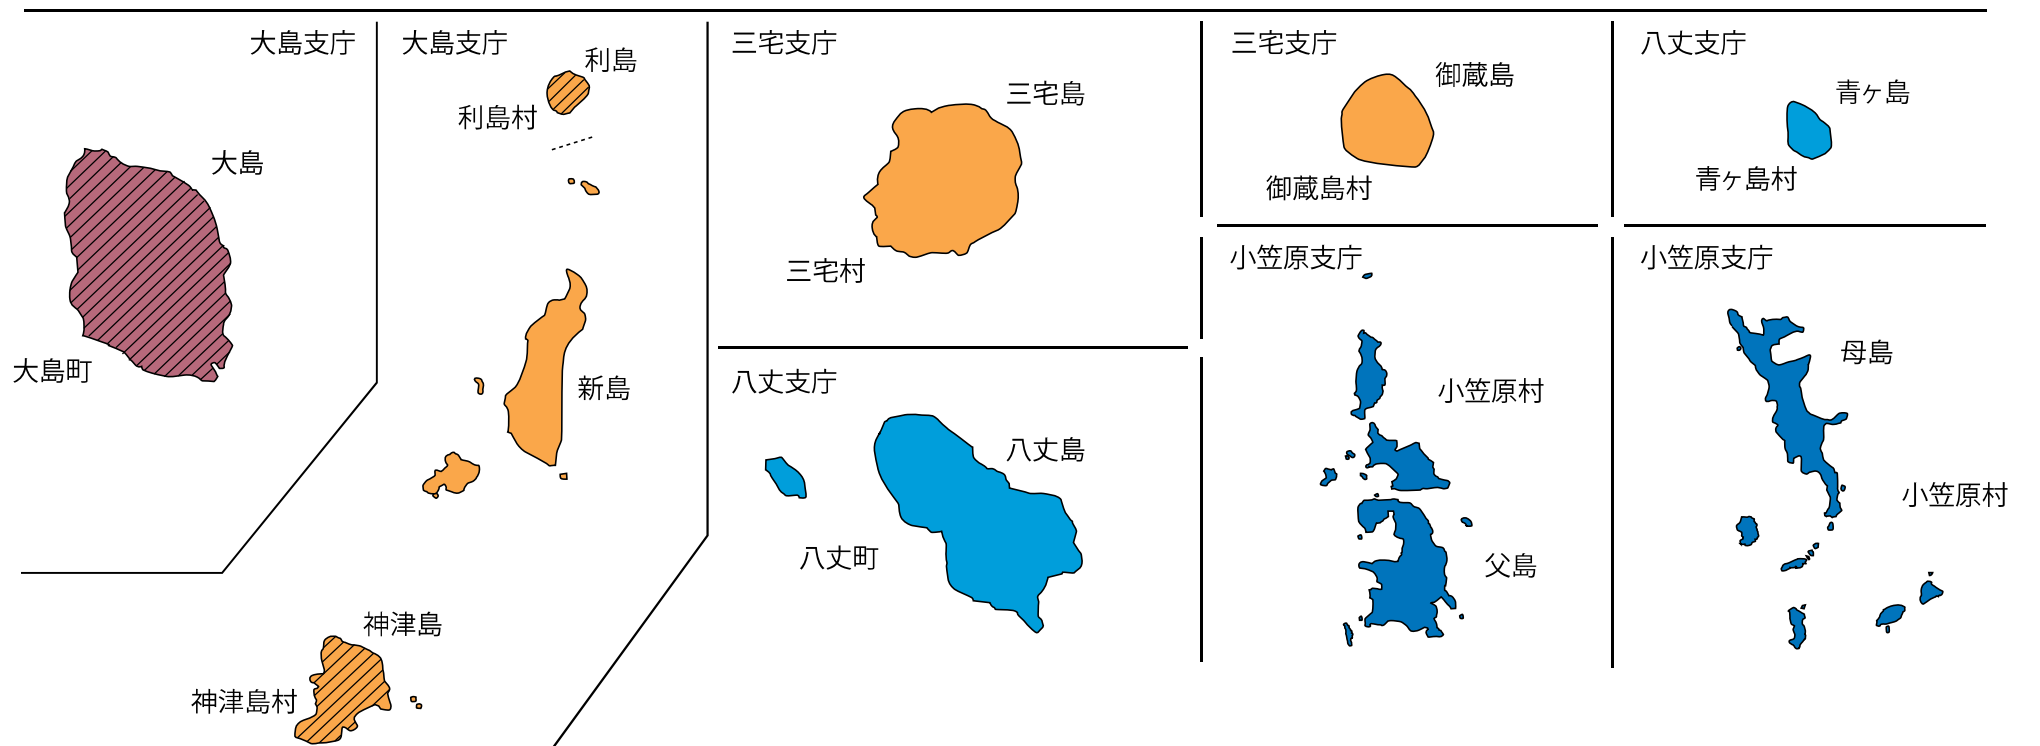 大島支庁
大島
大島町
大島支庁
利島
利島村
新島
神津島
神津島村
三宅支庁
三宅島
三宅村
八丈支庁
八丈島
八丈町
三宅支庁
御蔵島
御蔵島村
八丈支庁
青ヶ島
青ヶ島村
小笠原支庁
小笠原村
父島
小笠原支庁
母島
小笠原村